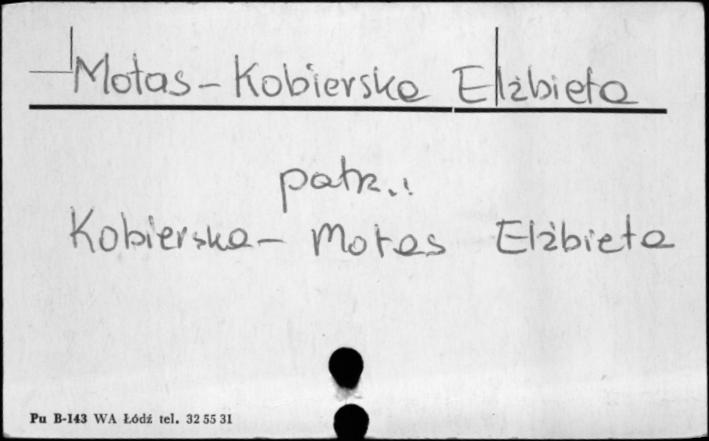 Motas-Kobierska Elżbieta
patrz.:
Kobierska- Motas Elżbieta
Pu B-143 WA Łódź tel. 32 55 31